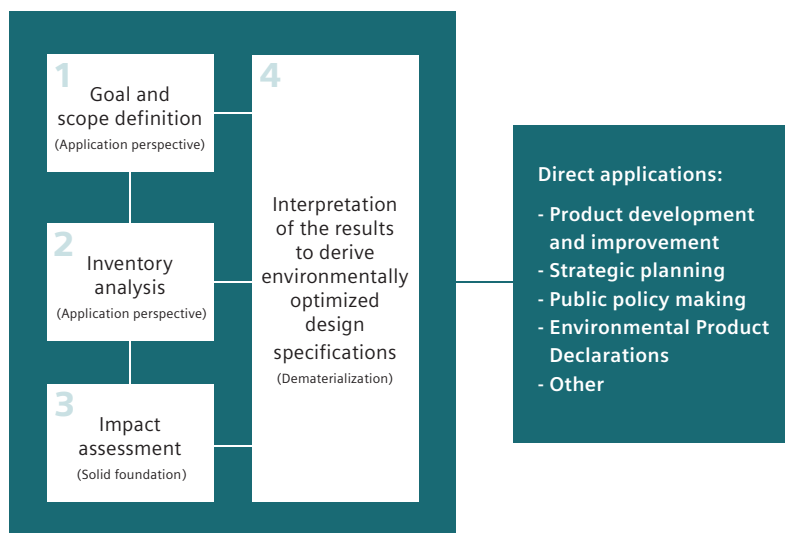 1
Goal and
scope definition
(Application perspective)
2
Inventory
analysis
(Application perspective)
3
Impact
assessment
(Solid foundation)
4
Interpretation
of the results
to derive
environmentally
optimized
design
specifications
(Dematerialization)
Direct applications:
- Product development
and improvement
- Strategic planning
- Public policy making
- Environmental Product
Declarations
- Other